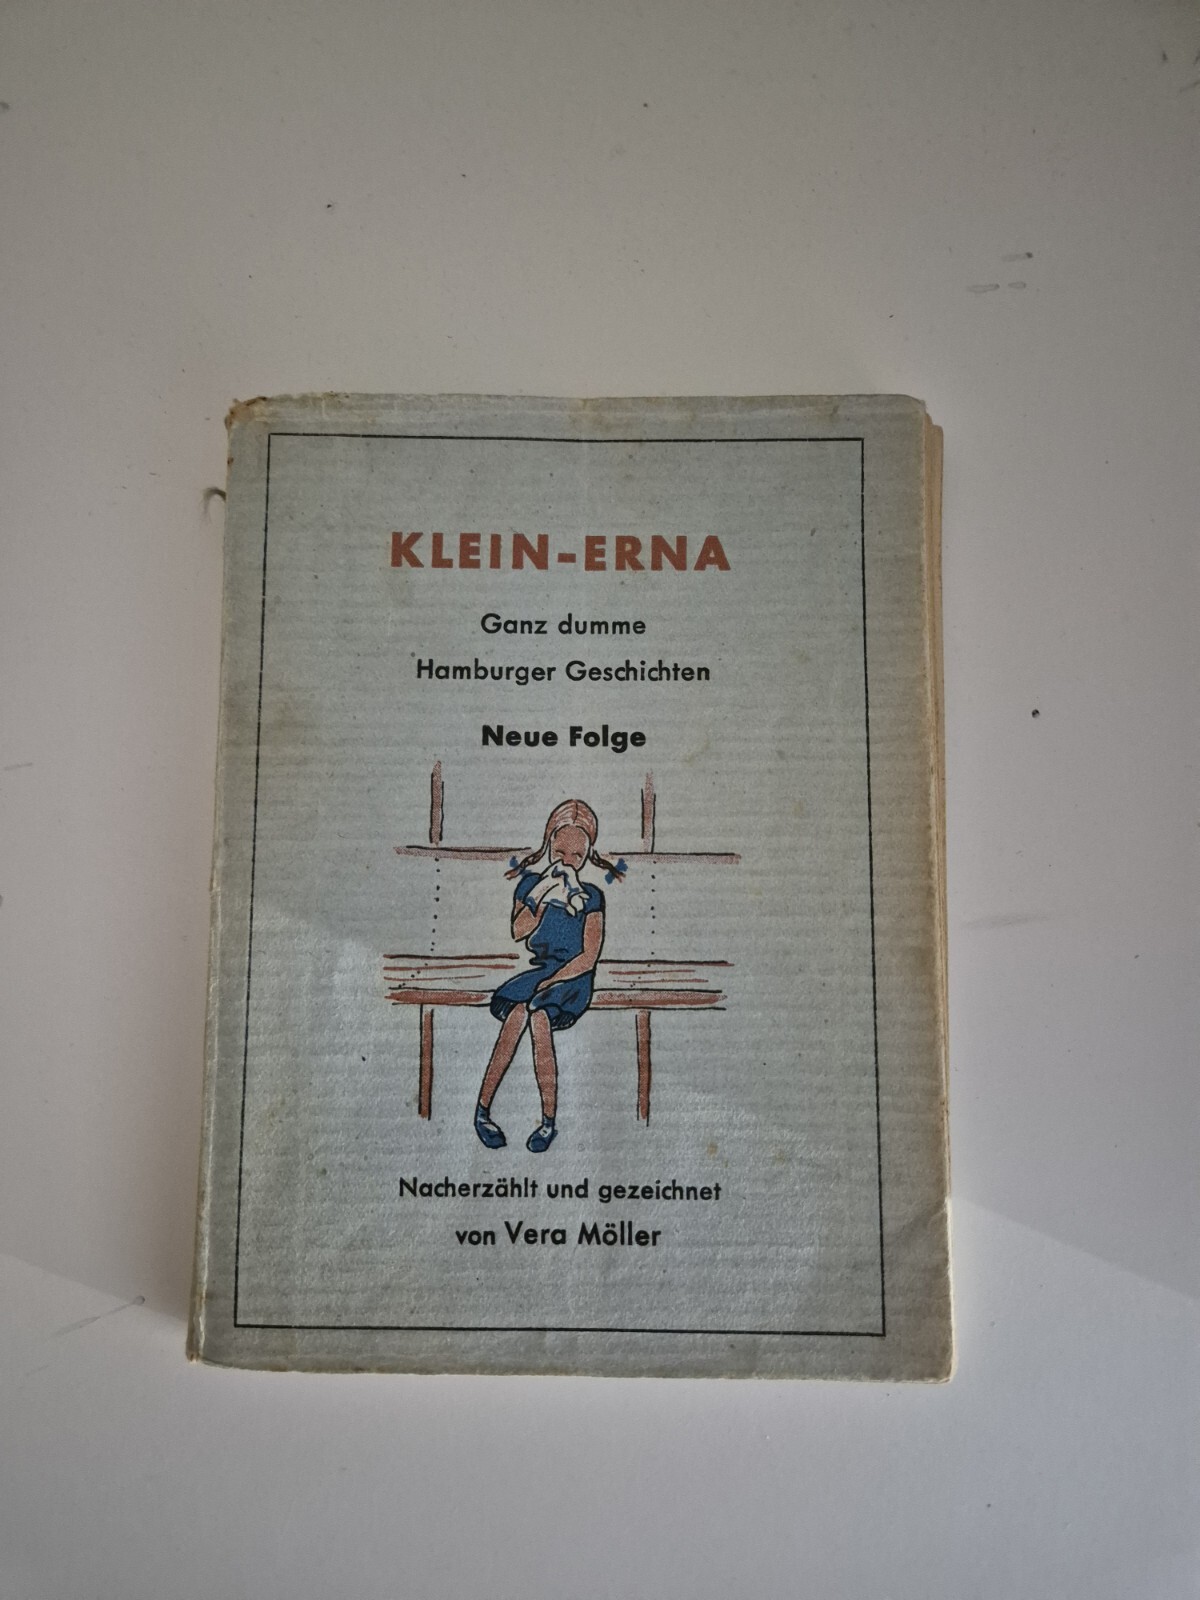 KLEIN-ERNA
Ganz dumme
Hamburger Geschichten
Neue Folge
Nacherzählt und gezeichnet
von Vera Möller